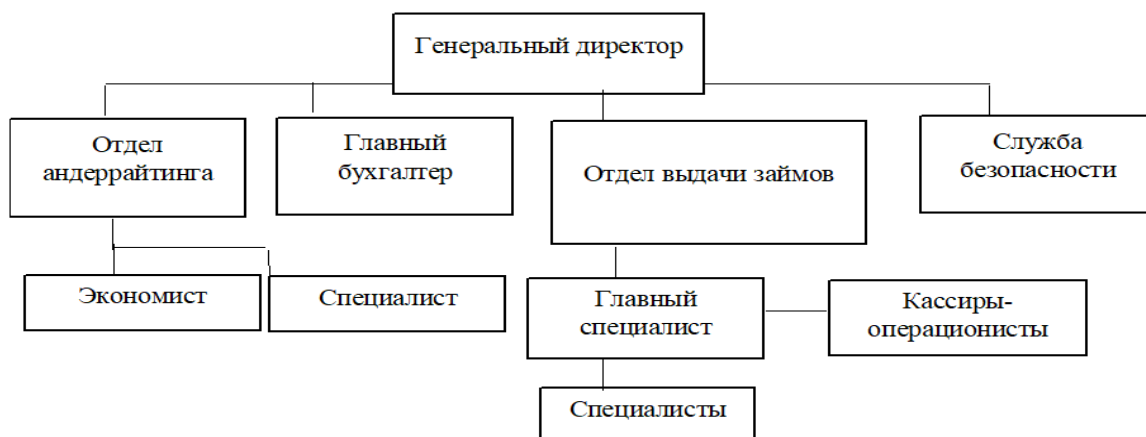 Генеральный директор
Отдел
андеррайтинга
Главный
бухгалтер
Отдел выдачи займов
Служба
безопасности
Экономист
Специалист
Главный
специалист
Кассиры-
операционисты
Специалисты